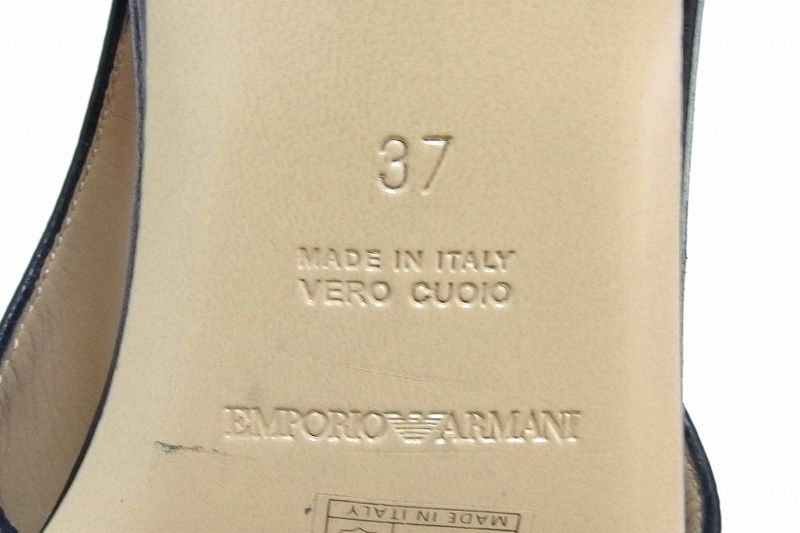 37
MADE IN ITALY
VERO CUOIO
EMPORIO ARMANI
MADE IN ITALY